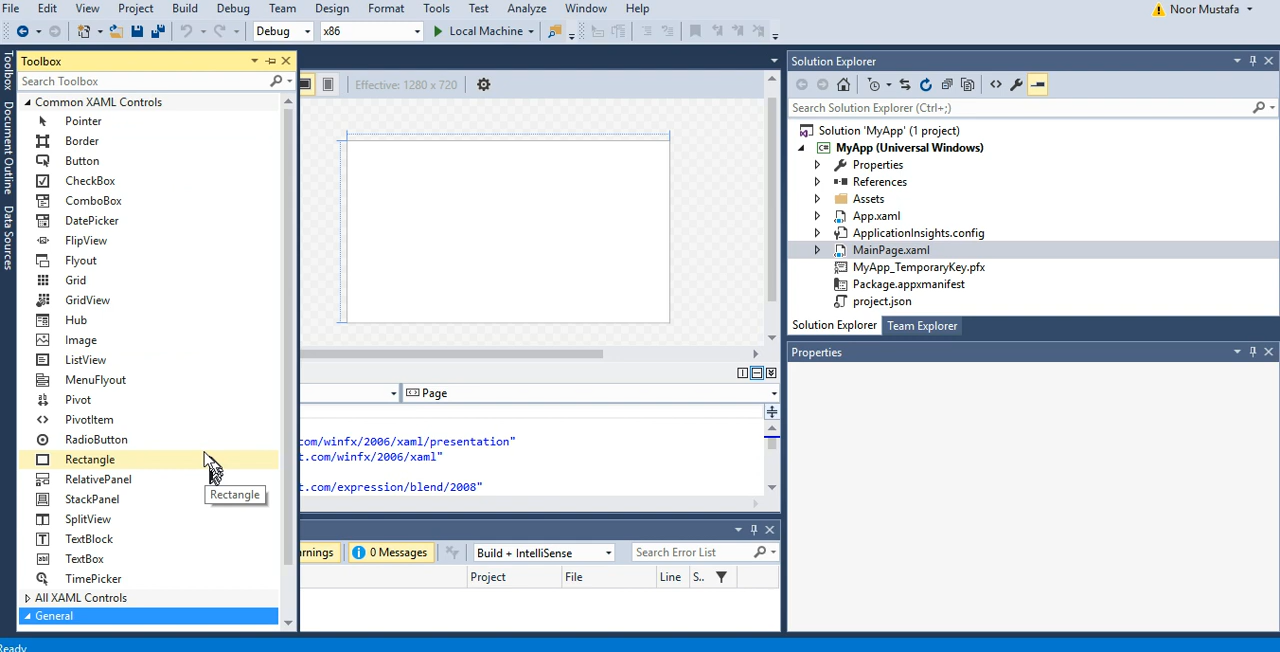 File Edit View Project Build Debug Team Design Format Tools Test Analyze Window Help Noor Mustafa
Debug x86 Local Machine
Toolbox
Document Outline
Data Sources
Toolbox
Search Toolbox
Common XAML Controls
Pointer
Border
Button
CheckBox
ComboBox
DatePicker
FlipView
Flyout
Grid
GridView
Hub
Image
ListView
MenuFlyout
Pivot
PivotItem
RadioButton
Rectangle
RelativePanel
StackPanel
SplitView
TextBlock
TextBox
TimePicker
All XAML Controls
General
Rectangle
Effective: 1280 x 720
Page
com/winfx/2006/xaml/presentation"
t.com/winfx/2006/xaml"
t.com/expression/blend/2008"
rnings 0 Messages Build + IntelliSense Search Error List
Project File Line S..
Solution Explorer
Search Solution Explorer (Ctrl+;)
Solution 'MyApp' (1 project)
MyApp (Universal Windows)
Properties
References
Assets
App.xaml
ApplicationInsights.config
MainPage.xaml
MyApp_TemporaryKey.pfx
Package.appxmanifest
project.json
Solution Explorer Team Explorer
Properties
Ready